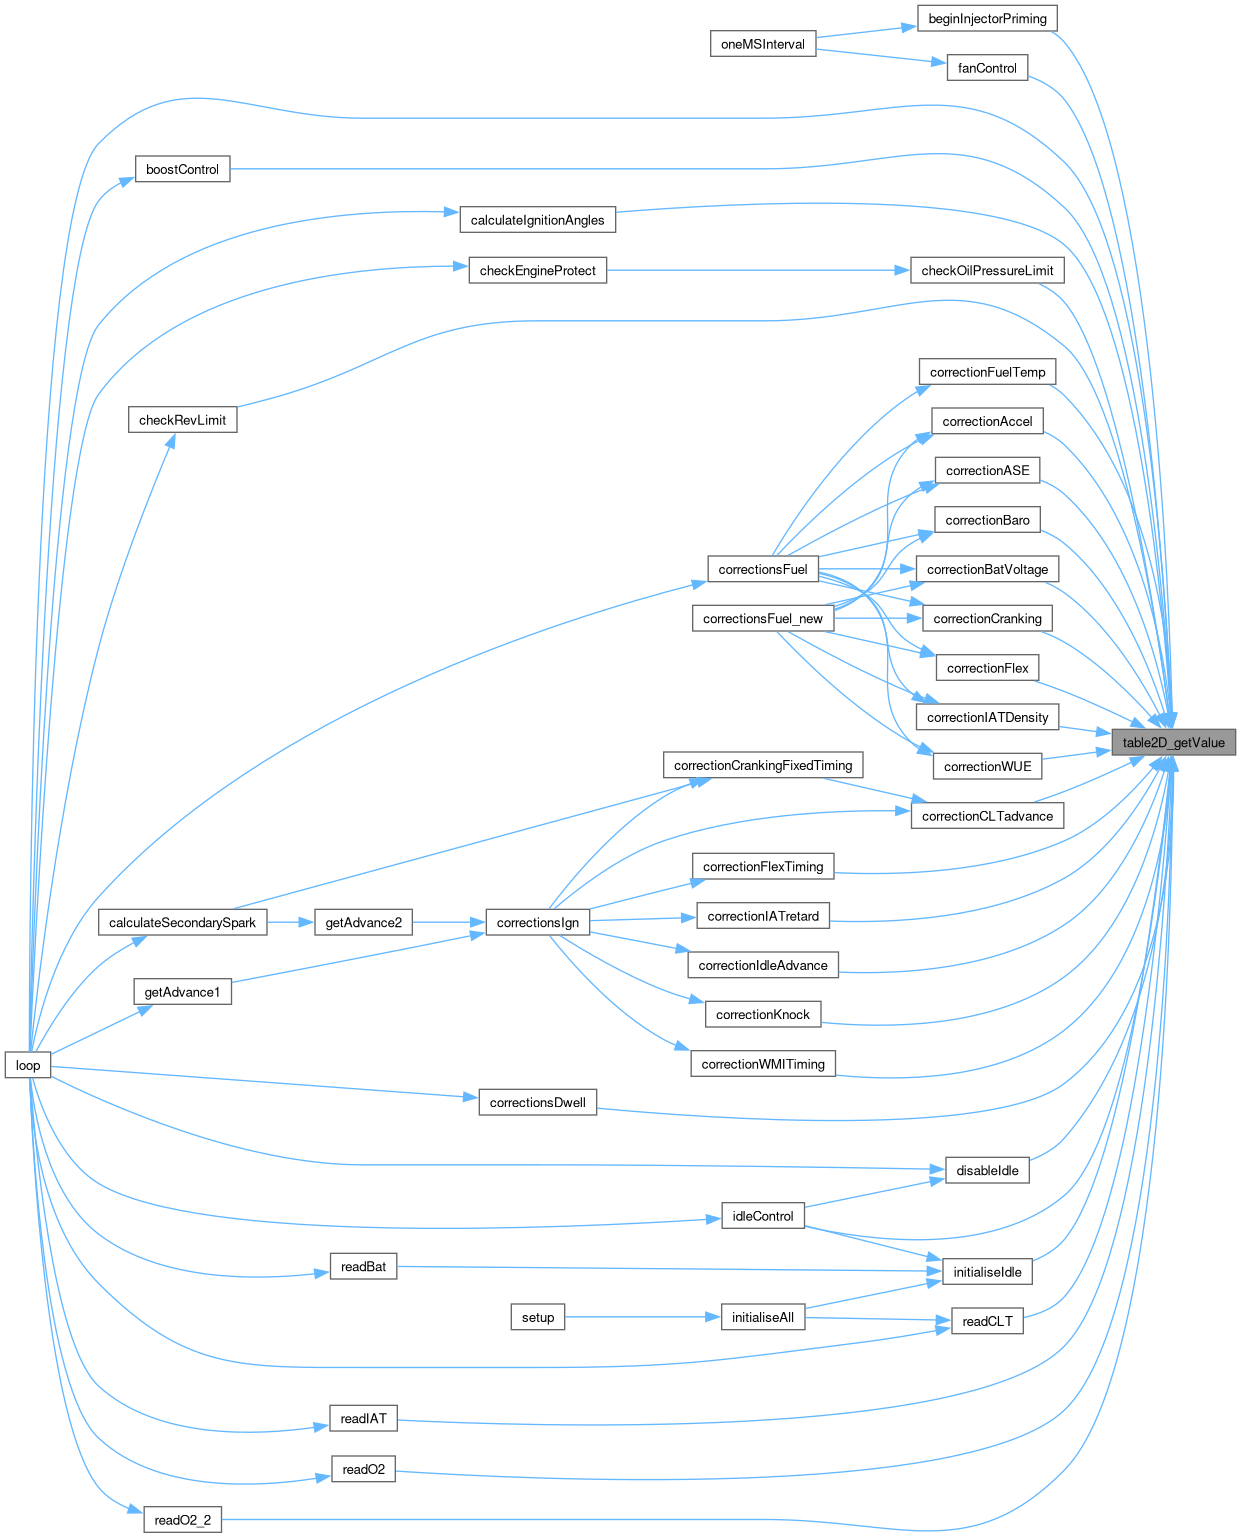 beginInjectorPriming
oneMSInterval
fanControl
boostControl
calculateIgnitionAngles
checkEngineProtect
checkOilPressureLimit
correctionFuelTemp
checkRevLimit
correctionAccel
correctionASE
correctionBaro
correctionsFuel
correctionBatVoltage
correctionsFuel_new
correctionCranking
correctionFlex
correctionIATDensity
table2D_getValue
correctionCrankingFixedTiming
correctionWUE
correctionCLTadvance
correctionFlexTiming
correctionIATretard
calculateSecondarySpark
getAdvance2
correctionsIgn
correctionIdleAdvance
getAdvance1
correctionKnock
loop
correctionWMITiming
correctionsDwell
disableIdle
idleControl
readBat
initialiseIdle
setup
initialiseAll
readCLT
readIAT
readO2
readO2_2